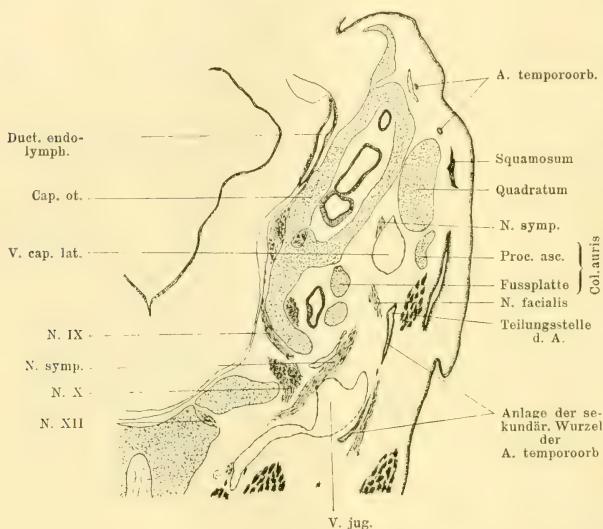 A. temporoorb.
Duct. endo-
lymph.
Squamosum
Cap. ot.
Quadratum
N. symp.
V. cap. lat.
Proc. asc.
Col. auris
Fussplatte
N. facialis
Teilungsstelle
d. A.
N. IX
N. symp.
N. X
N. XII
Anlage der se-
kundär. Wurzel
der
A. temporoorb
V. jug.